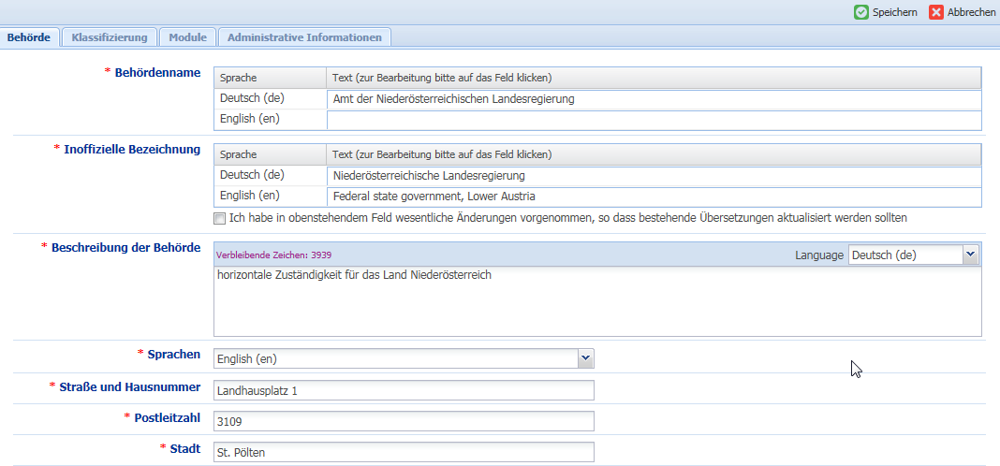 Speichern Abbrechen
Behörde Klassifizierung Module Administrative Informationen
* Behördenname
Sprache Text (zur Bearbeitung bitte auf das Feld klicken)
Deutsch (de) Amt der Niederösterreichischen Landesregierung
English (en)
* Inoffizielle Bezeichnung
Sprache Text (zur Bearbeitung bitte auf das Feld klicken)
Deutsch (de) Niederösterreichische Landesregierung
English (en) Federal state government, Lower Austria
Ich habe in obenstehendem Feld wesentliche Änderungen vorgenommen, so dass bestehende Übersetzungen aktualisiert werden sollten
* Beschreibung der Behörde
Verbleibende Zeichen: 3939 Language Deutsch (de)
horizontale Zuständigkeit für das Land Niederösterreich
* Sprachen English (en)
* Straße und Hausnummer Landhausplatz 1
* Postleitzahl 3109
* Stadt St. Pölten